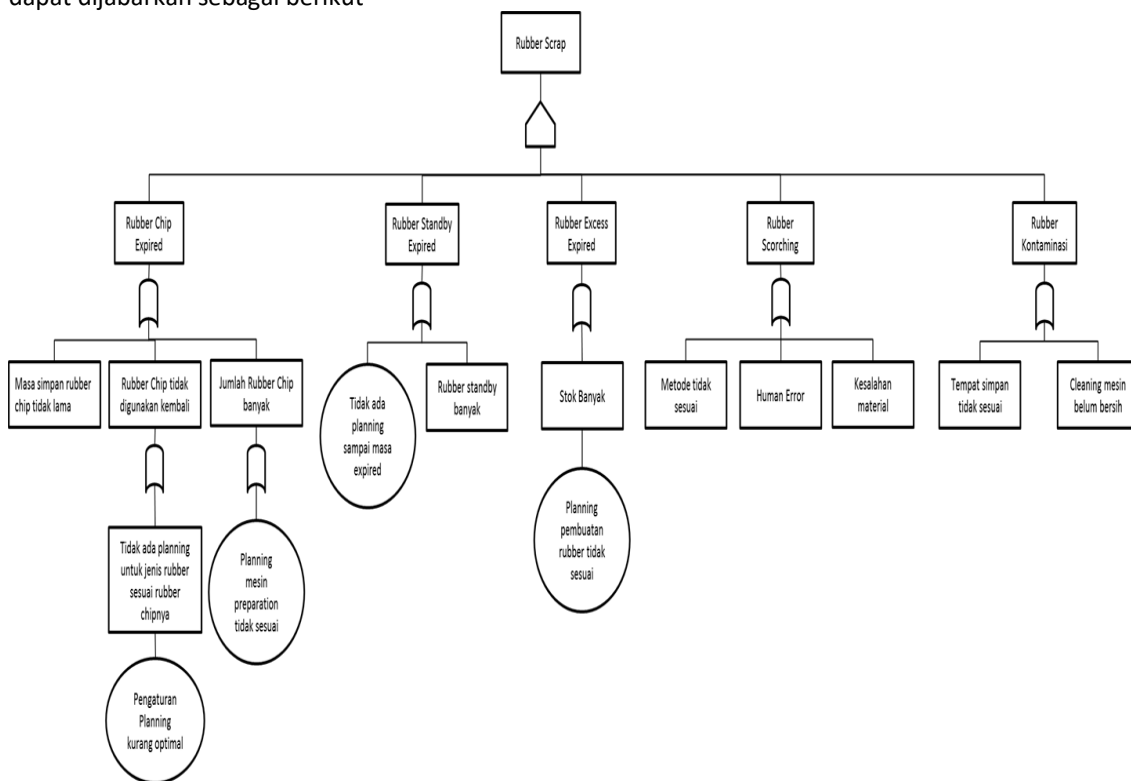 dapat dijabarkan sebagai berikut
Rubber Scrap
Rubber Chip
Expired
Rubber Standby
Expired
Rubber Excess
Expired
Rubber
Scorching
Rubber
Kontaminasi
Masa simpan rubber
chip tidak lama
Rubber Chip tidak
digunakan kembali
Jumlah Rubber Chip
banyak
Tidak ada
planning
sampai masa
expired
Rubber standby
banyak
Stok Banyak
Metode tidak
sesuai
Human Error
Kesalahan
material
Tempat simpan
tidak sesuai
Cleaning mesin
belum bersih
Tidak ada planning
untuk jenis rubber
sesuai rubber
chipnya
Planning
mesin
preparation
tidak sesuai
Planning
pembuatan
rubber tidak
sesuai
Pengaturan
Planning
kurang optimal